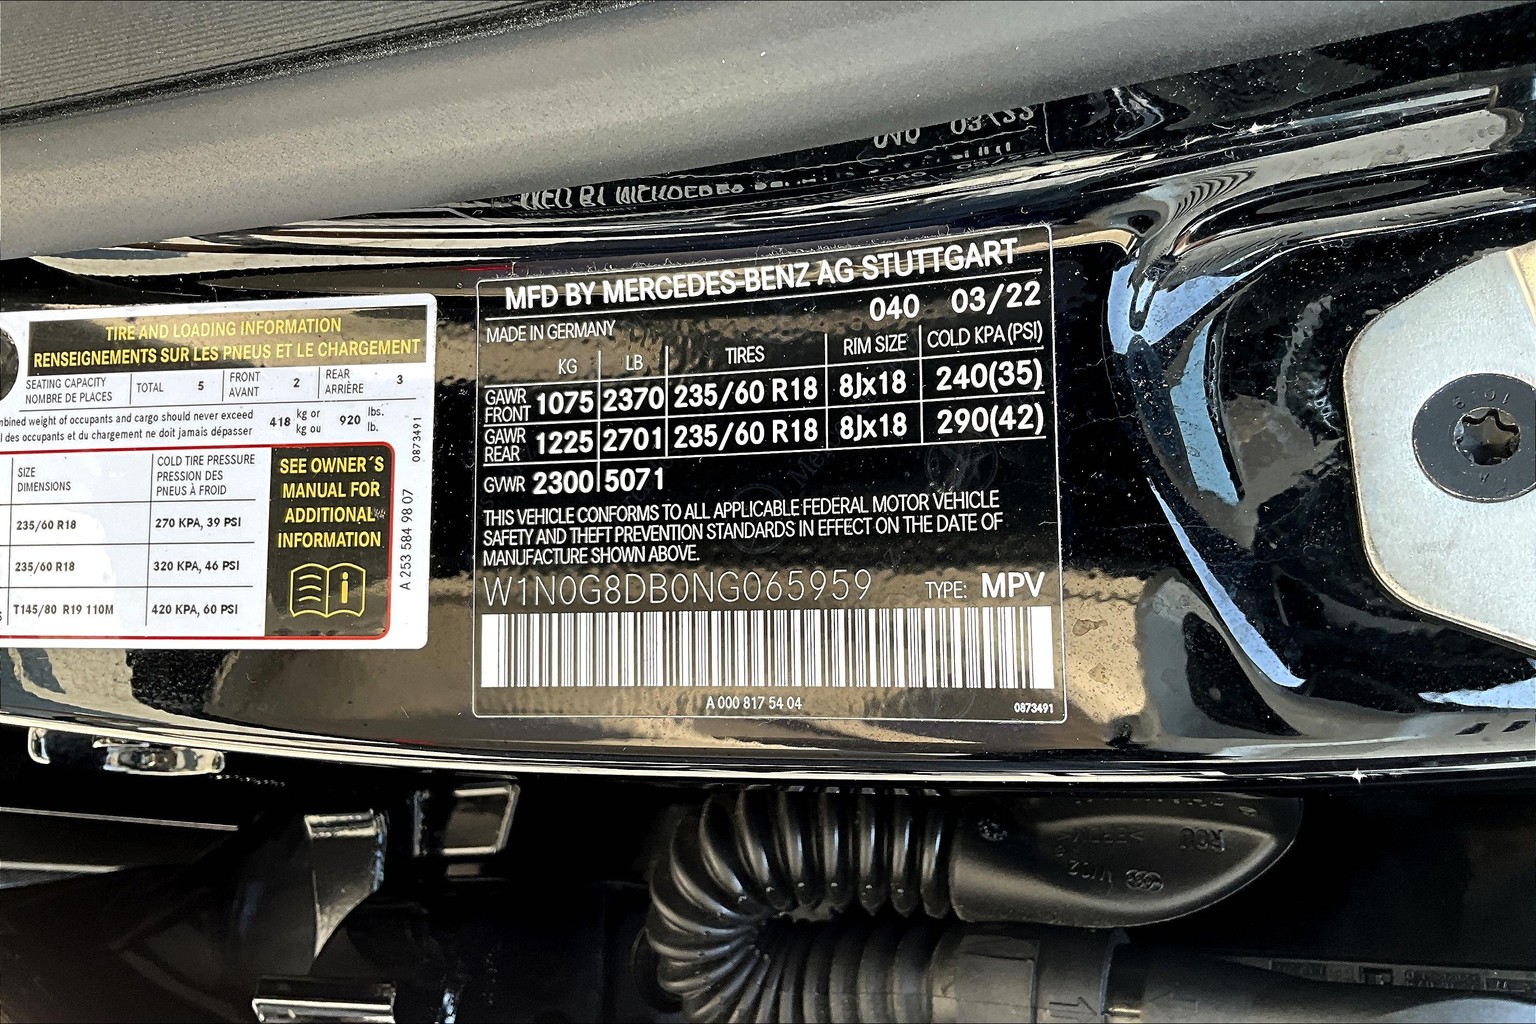 TIRE AND LOADING INFORMATION
RENSEIGNEMENTS SUR LES PNEUS ET LE CHARGEMENT
SEATING CAPACITY
NOMBRE DE PLACES
TOTAL 5
FRONT
AVANT
2
REAR
ARRIÈRE
3
weight of occupants and cargo should never exceed
des occupants et du chargement ne doit jamais dépasser
418 kg or
kg ou
920 lbs.
lb.
SIZE
DIMENSIONS
COLD TIRE PRESSURE
PRESSION DES
PNEUS À FROID
235/60 R18 270 KPA, 39 PSI
235/60 R18 320 KPA, 46 PSI
T145/80 R19 110M 420 KPA, 60 PSI
SEE OWNER´S
MANUAL FOR
ADDITIONAL
INFORMATION
0873491
A 253 584 98 07
MFD BY MERCEDES-BENZ AG STUTTGART
040 03/22
MADE IN GERMANY
KG LB TIRES RIM SIZE COLD KPA(PSI)
GAWR
FRONT 1075 2370 235/60 R18 8Jx18 240(35)
GAWR
REAR 1225 2701 235/60 R18 8Jx18 290(42)
GVWR 2300 5071
THIS VEHICLE CONFORMS TO ALL APPLICABLE FEDERAL MOTOR VEHICLE
SAFETY AND THEFT PREVENTION STANDARDS IN EFFECT ON THE DATE OF
MANUFACTURE SHOWN ABOVE.
W1N0G8DB0NG065959 TYPE: MPV
A 000 817 54 04
0873491